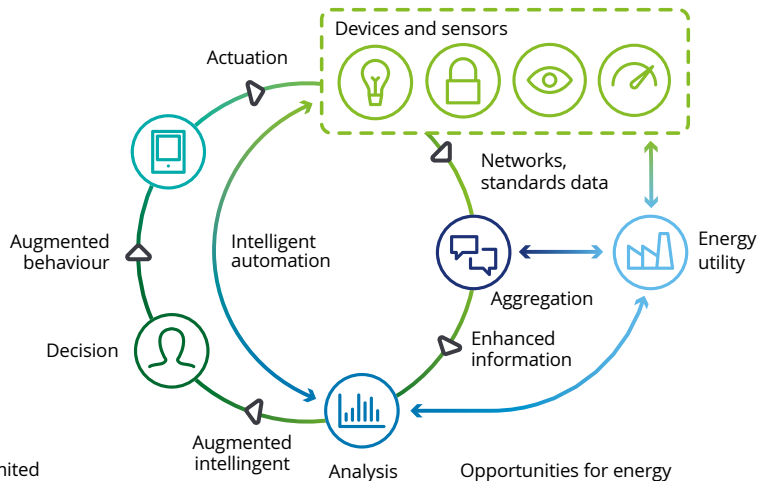 Devices and sensors
Actuation
Networks,
standards data
Augmented
behaviour
Intelligent
automation
Energy
utility
Aggregation
Decision
Enhanced
information
Augmented
intellingent
Analysis
Opportunities for energy